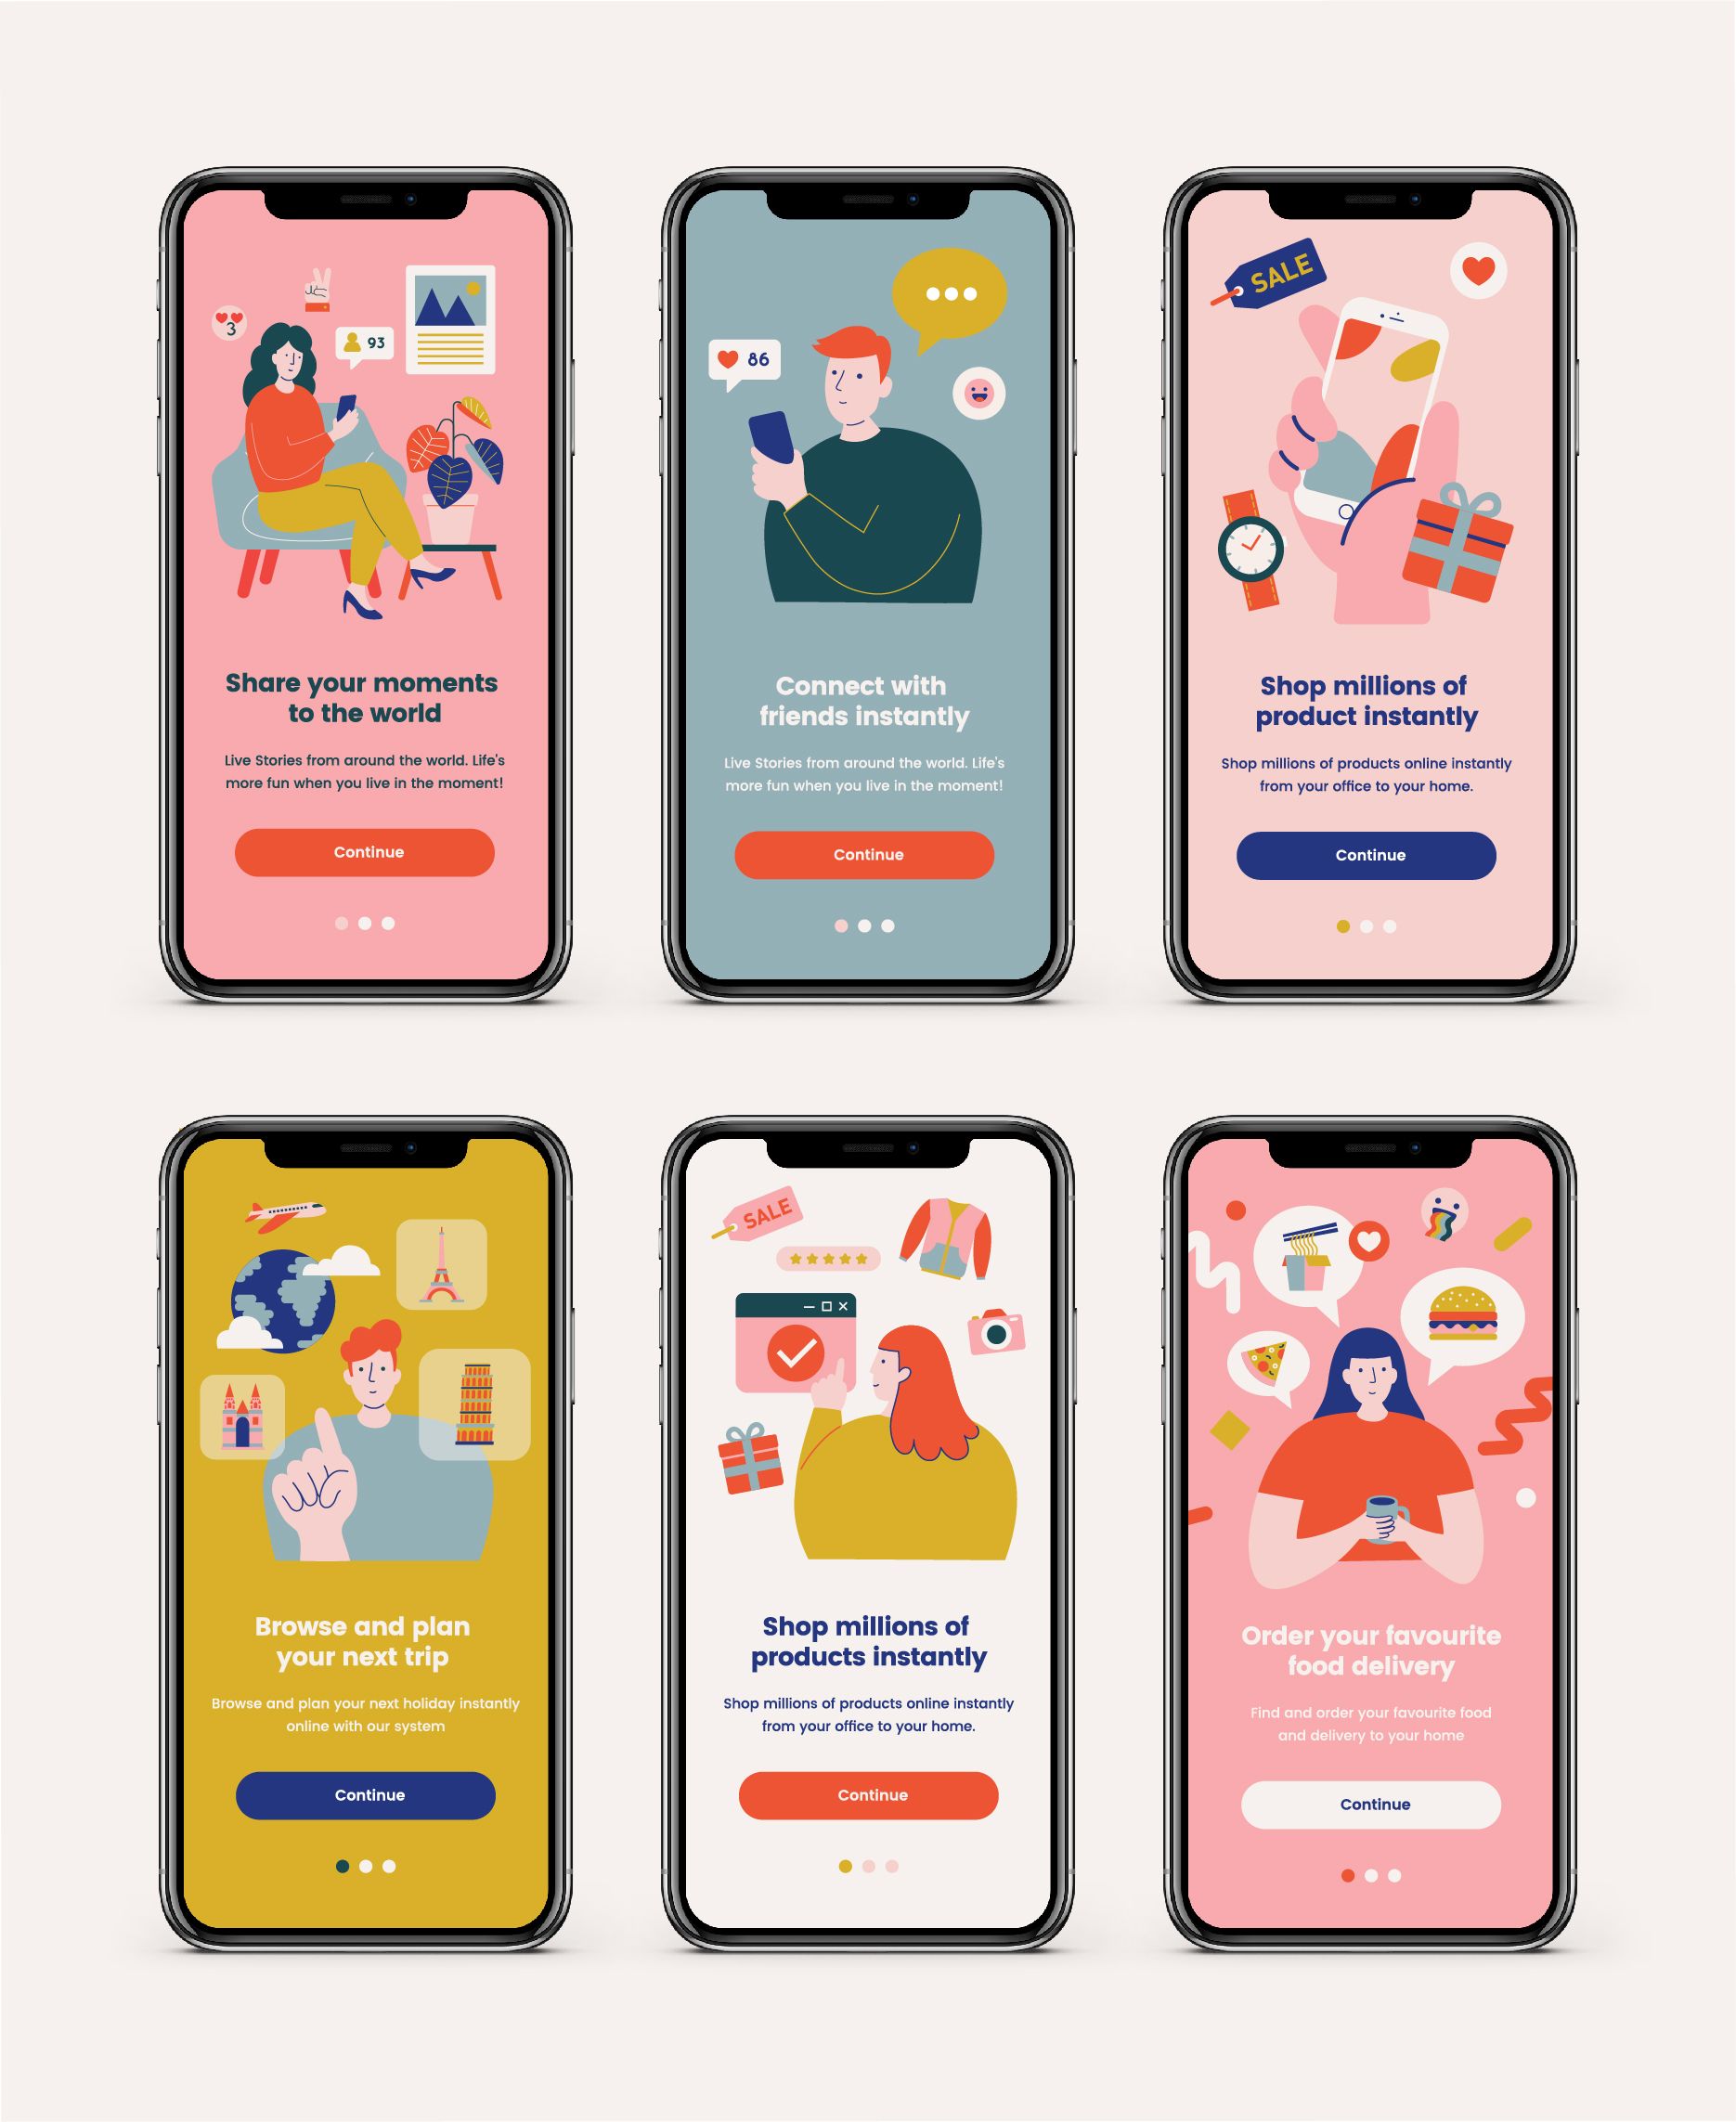 3
93
Share your moments
to the world
Live Stories from around the world. Life's
more fun when you live in the moment!
Continue
86
Connect with
friends instantly
Live Stories from around the world. Life's
more fun when you live in the moment!
Continue
SALE
Shop millions of
product instantly
Shop millions of products online instantly
from your office to your home.
Continue
Browse and plan
your next trip
Browse and plan your next holiday instantly
online with our system
Continue
SALE
Shop millions of
products instantly
Shop millions of products online instantly
from your office to your home.
Continue
Order your favourite
food delivery
Find and order your favourite food
and delivery to your home
Continue